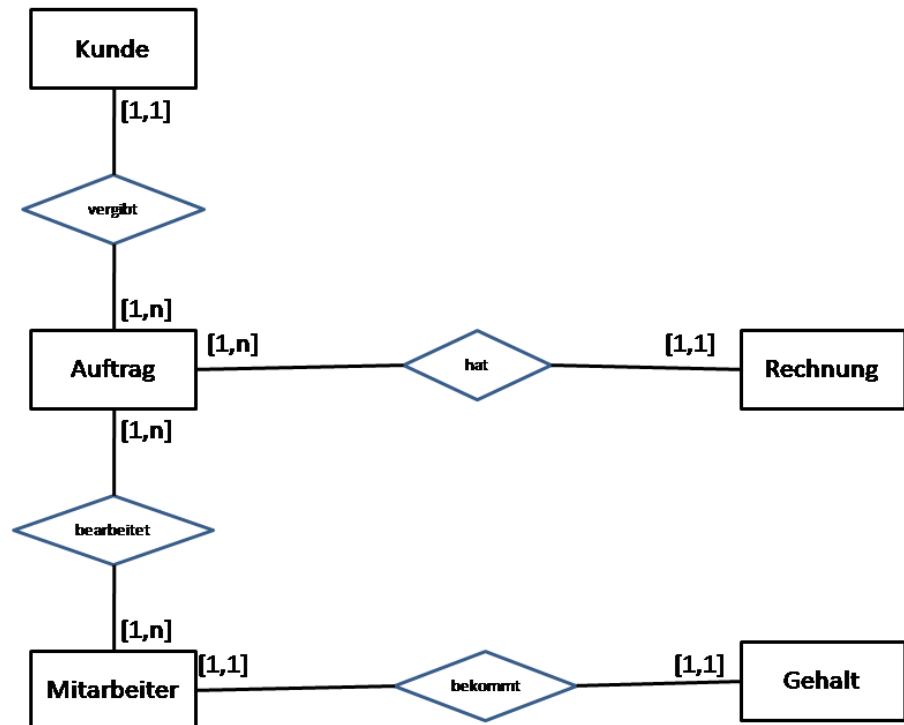 Kunde
[1,1]
vergibt
[1,n]
Auftrag
[1,n]
hat
[1,1]
Rechnung
[1,n]
bearbeitet
[1,n]
Mitarbeiter
[1,1]
bekommt
[1,1]
Gehalt